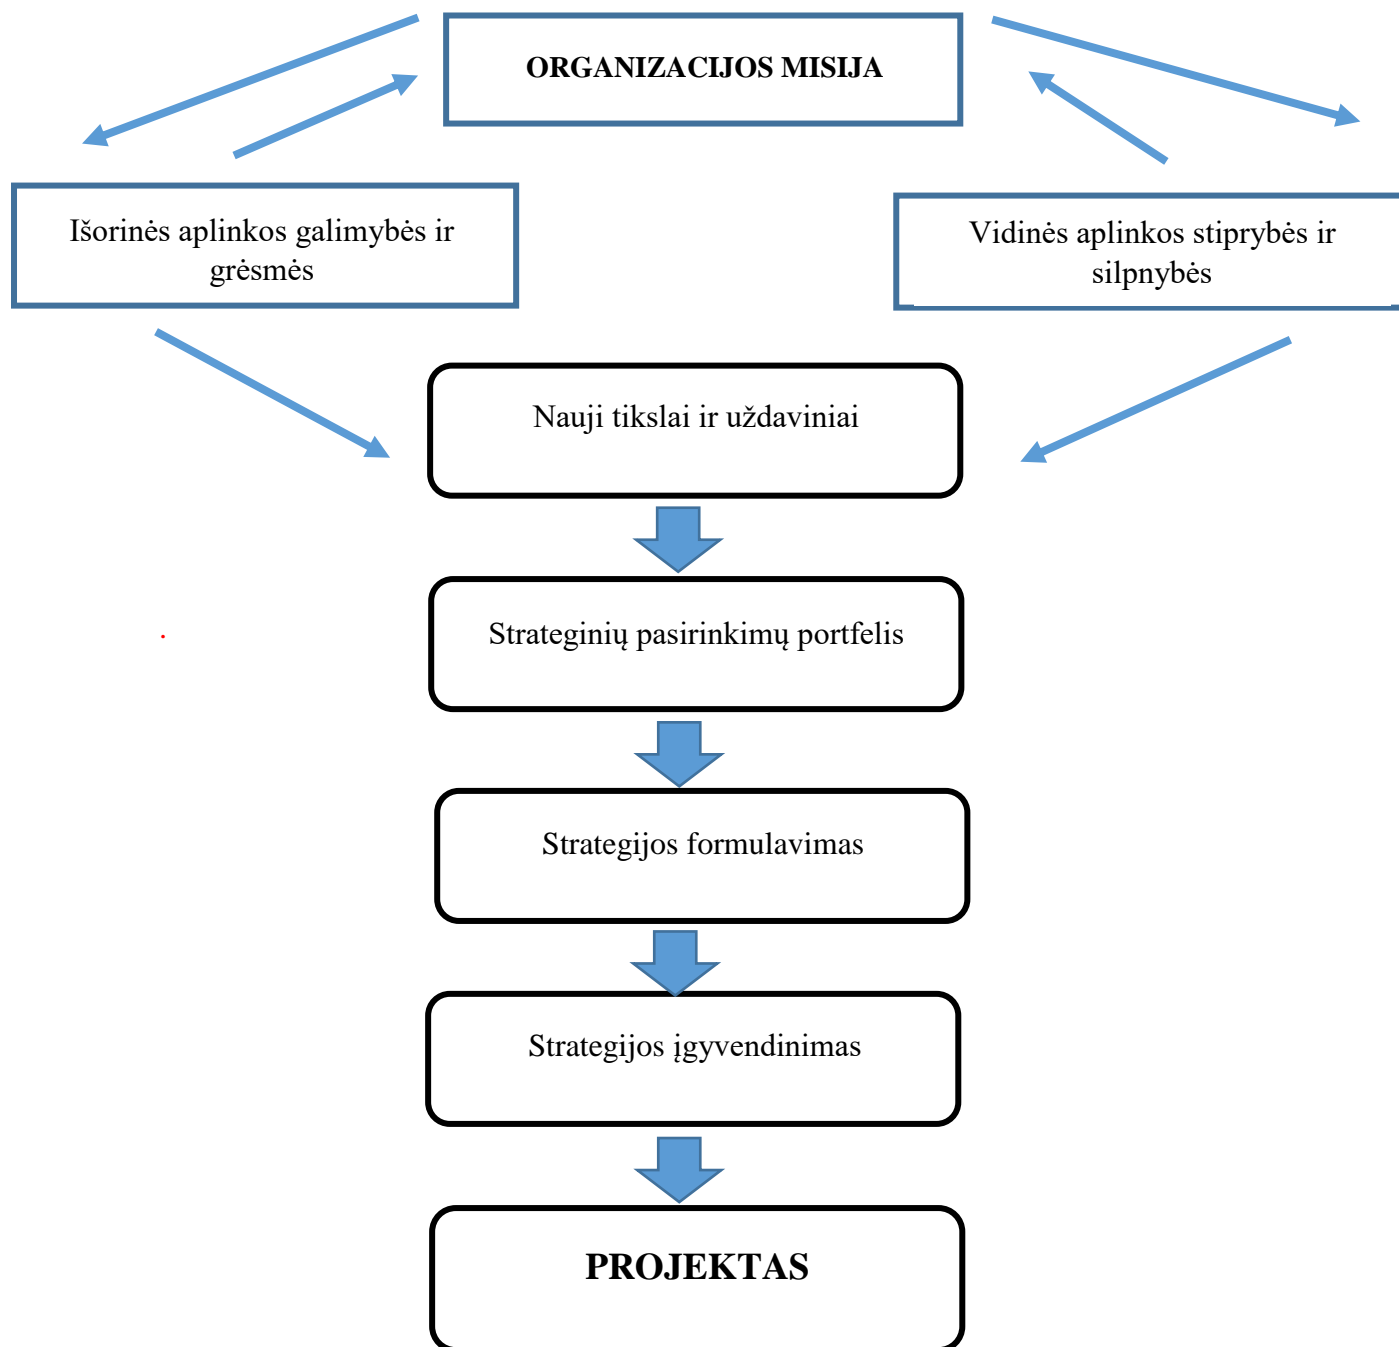 ORGANIZACIJOS MISIJA
Išorinės aplinkos galimybės ir
grėsmės
Vidinės aplinkos stiprybės ir
silpnybės
Nauji tikslai ir uždaviniai
Strateginių pasirinkimų portfelis
.
Strategijos formulavimas
Strategijos įgyvendinimas
PROJEKTAS